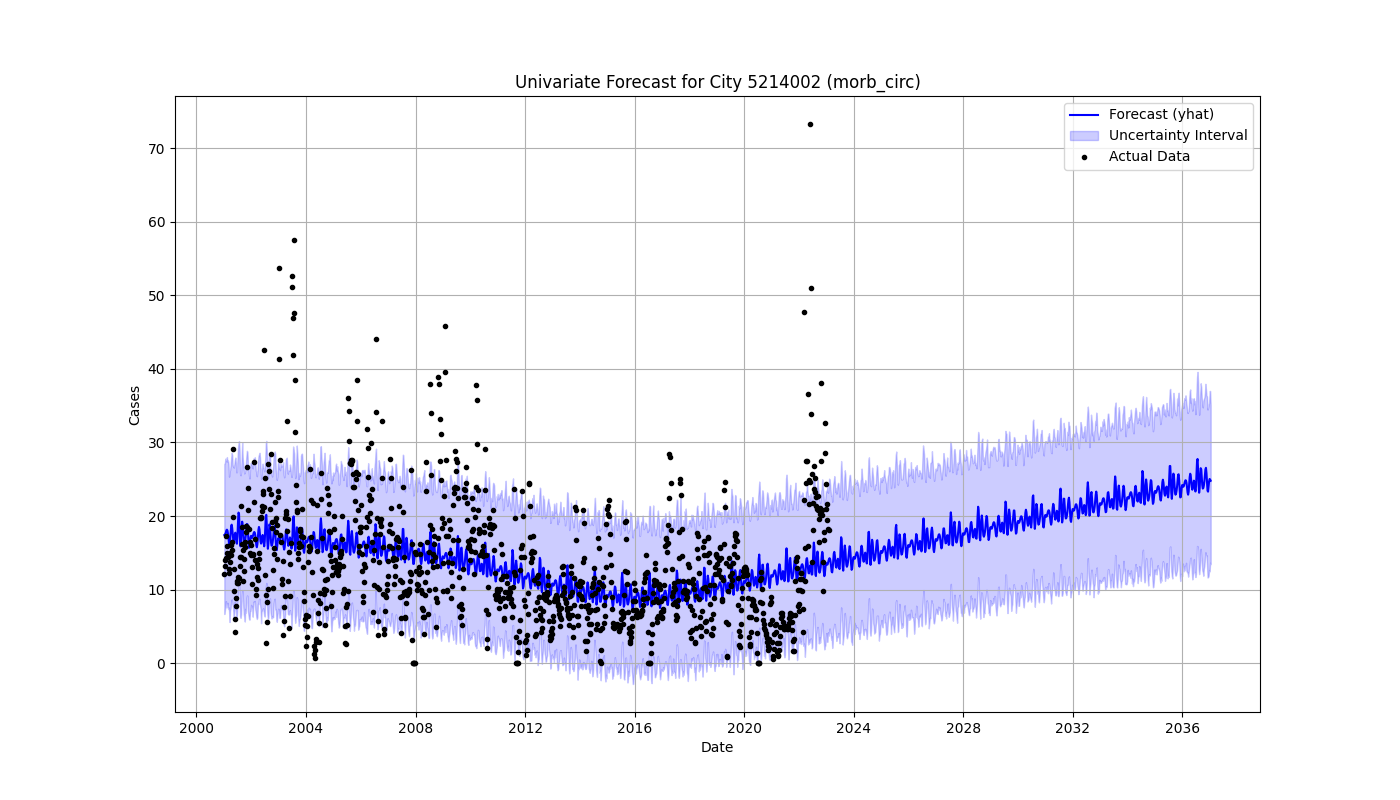 Univariate Forecast for City 5214002 (morb_circ)
Forecast (yhat)
Uncertainty Interval
Actual Data
Cases
70
60
50
40
30
20
10
0
2000 2004 2008 2012 2016 2020 2024 2028 2032 2036
Date